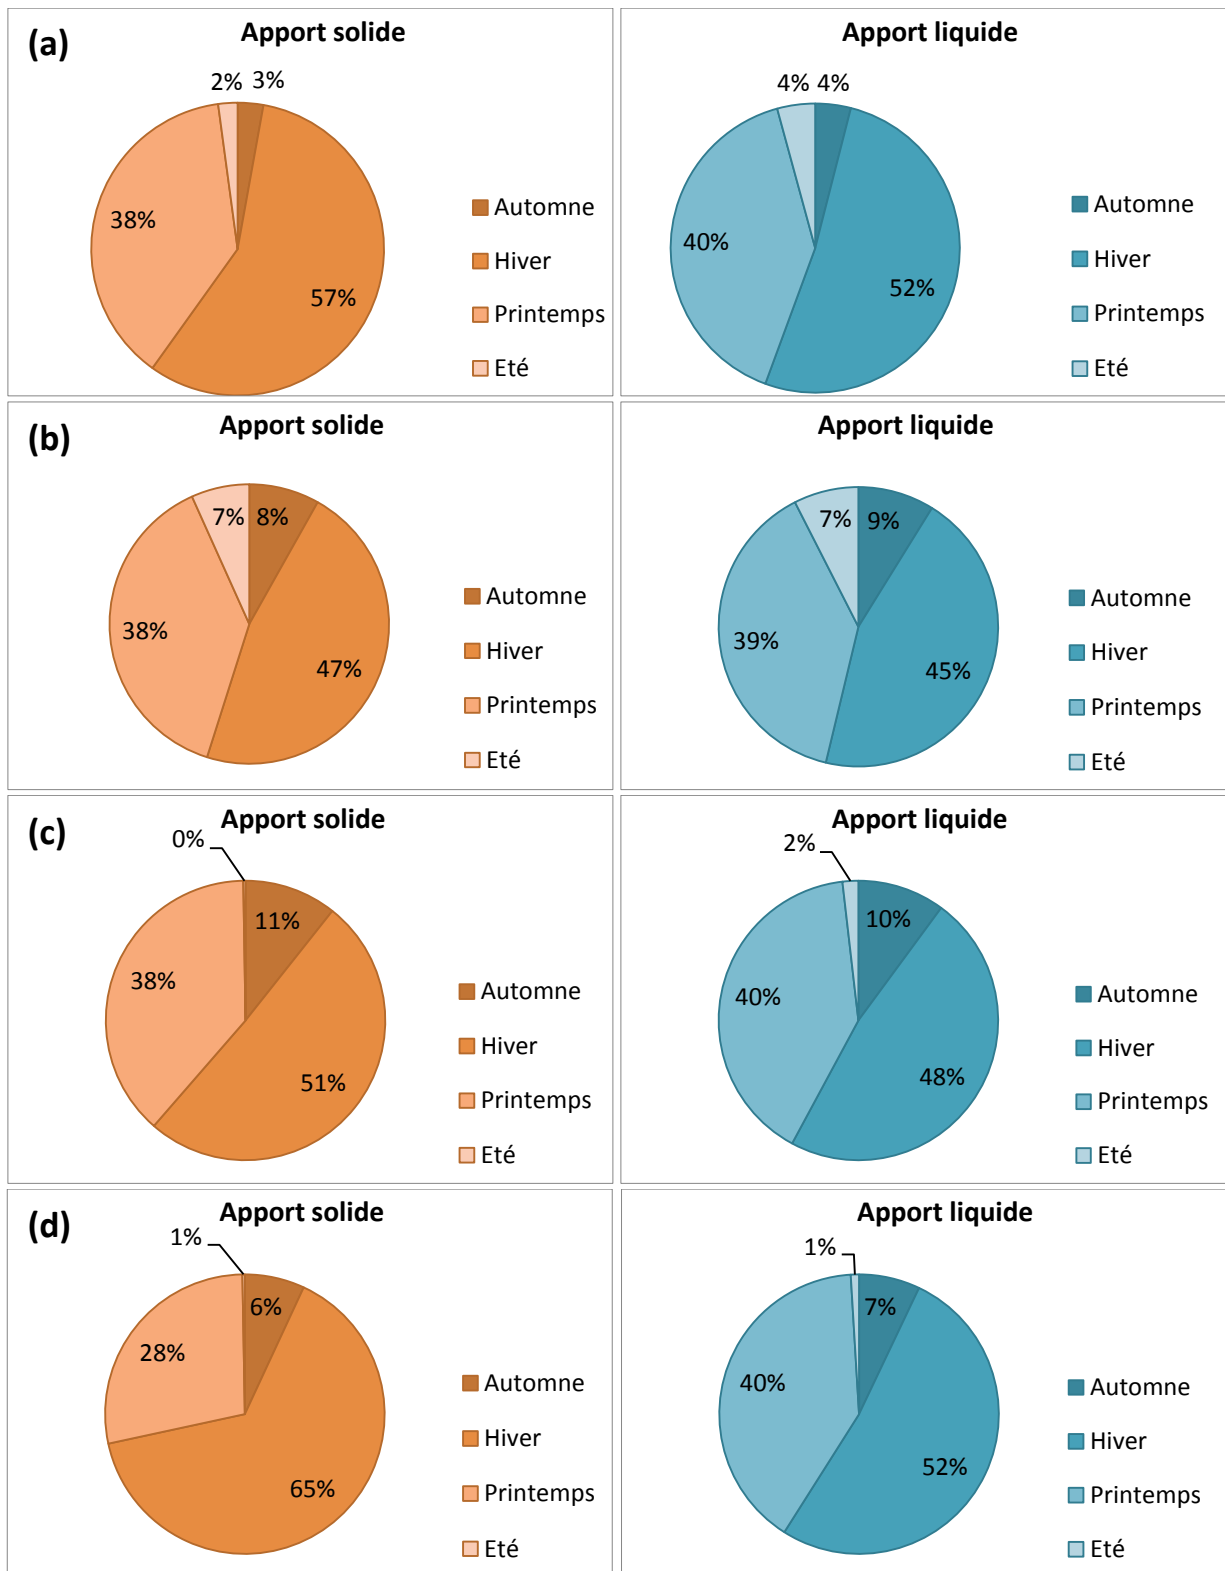 (a)
Apport solide
2% 3%
38%
57%
Automne
Hiver
Printemps
Eté
Apport liquide
4% 4%
40%
52%
Automne
Hiver
Printemps
Eté
(b)
Apport solide
7% 8%
38%
47%
Automne
Hiver
Printemps
Eté
Apport liquide
7% 9%
39%
45%
Automne
Hiver
Printemps
Eté
(c)
Apport solide
0%
11%
38%
51%
Automne
Hiver
Printemps
Eté
Apport liquide
2%
10%
40%
48%
Automne
Hiver
Printemps
Eté
(d)
Apport solide
1%
6%
28%
65%
Automne
Hiver
Printemps
Eté
Apport liquide
1%
7%
40%
52%
Automne
Hiver
Printemps
Eté